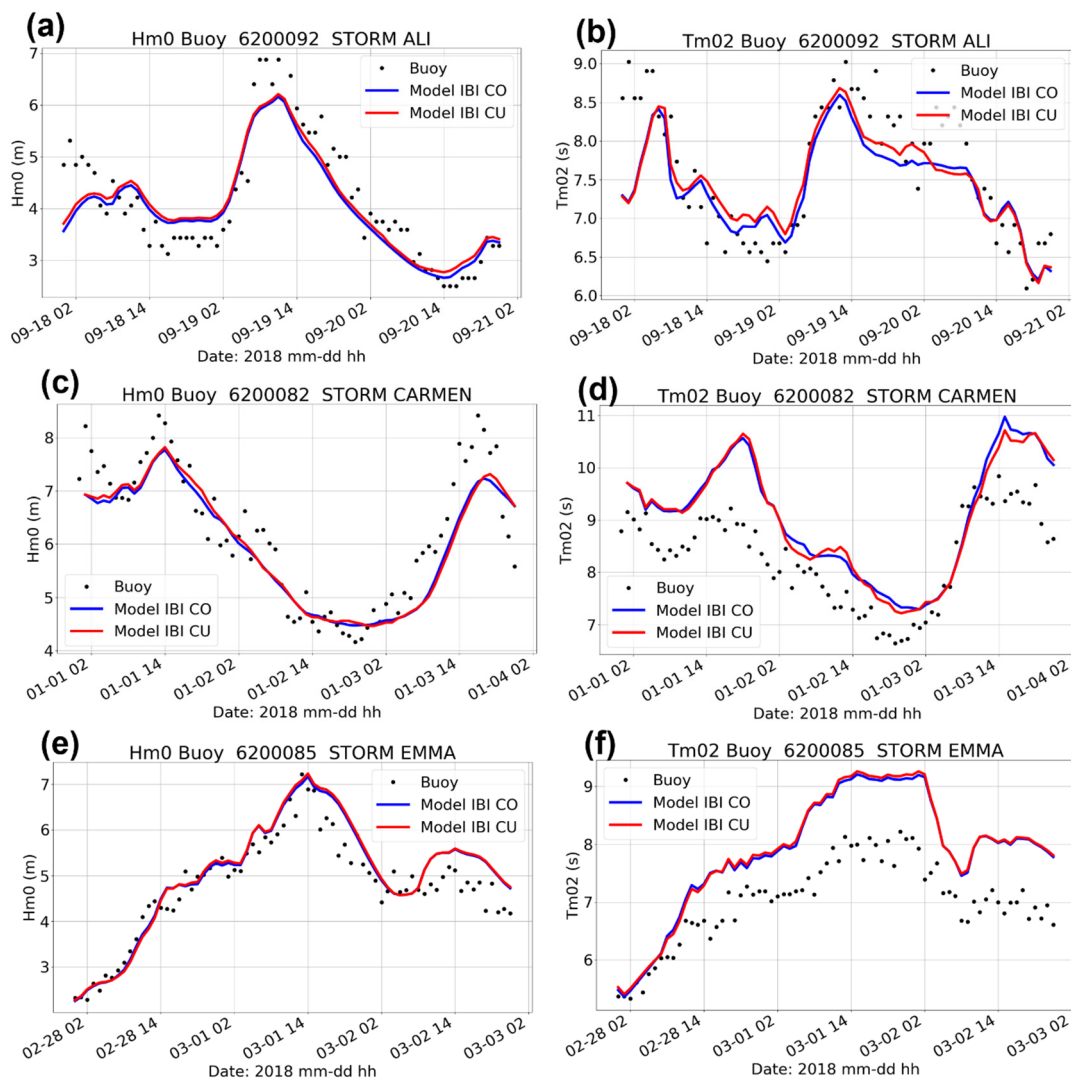 (a)
Hm0 Buoy 6200092 STORM ALI
7
6
5
4
3
Hm0 (m)
Buoy
Model IBI CO
Model IBI CU
09-18 02
09-18 14
09-19 02
09-19 14
09-20 02
09-20 14
09-21 02
Date: 2018 mm-dd hh
(b)
Tm02 Buoy 6200092 STORM ALI
9.0
8.5
8.0
7.5
7.0
6.5
6.0
Tm02 (s)
Buoy
Model IBI CO
Model IBI CU
09-18 02
09-18 14
09-19 02
09-19 14
09-20 02
09-20 14
09-21 02
Date: 2018 mm-dd hh
(c)
Hm0 Buoy 6200082 STORM CARMEN
8
7
6
5
4
Hm0 (m)
Buoy
Model IBI CO
Model IBI CU
01-01 02
01-01 14
01-02 02
01-02 14
01-03 02
01-03 14
01-04 02
Date: 2018 mm-dd hh
(d)
Tm02 Buoy 6200082 STORM CARMEN
11
10
9
8
7
Tm02 (s)
Buoy
Model IBI CO
Model IBI CU
01-01 02
01-01 14
01-02 02
01-02 14
01-03 02
01-03 14
01-04 02
Date: 2018 mm-dd hh
(e)
Hm0 Buoy 6200085 STORM EMMA
7
6
5
4
3
Hm0 (m)
Buoy
Model IBI CO
Model IBI CU
02-28 02
02-28 14
03-01 02
03-01 14
03-02 02
03-02 14
03-03 02
Date: 2018 mm-dd hh
(f)
Tm02 Buoy 6200085 STORM EMMA
9
8
7
6
Tm02 (s)
Buoy
Model IBI CO
Model IBI CU
02-28 02
02-28 14
03-01 02
03-01 14
03-02 02
03-02 14
03-03 02
Date: 2018 mm-dd hh